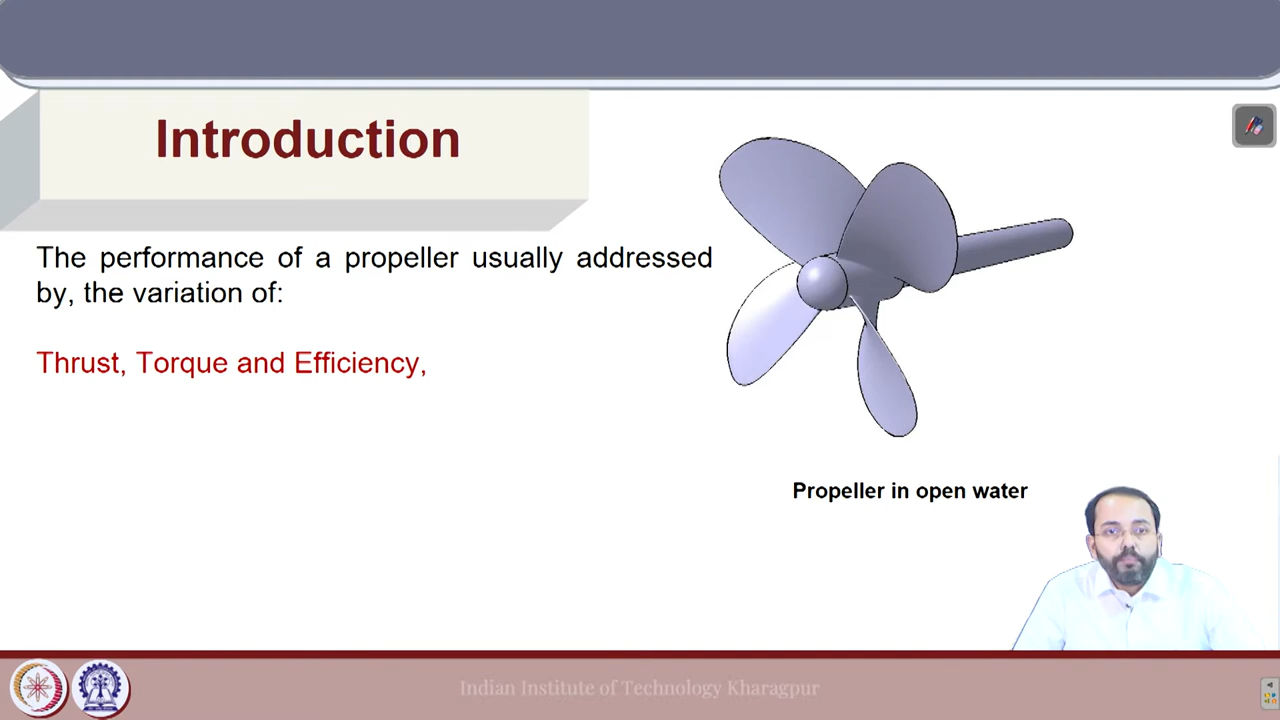 Introduction
The performance of a propeller usually addressed
by, the variation of:
Thrust, Torque and Efficiency,
Propeller in open water
Indian Institute of Technology Kharagpur